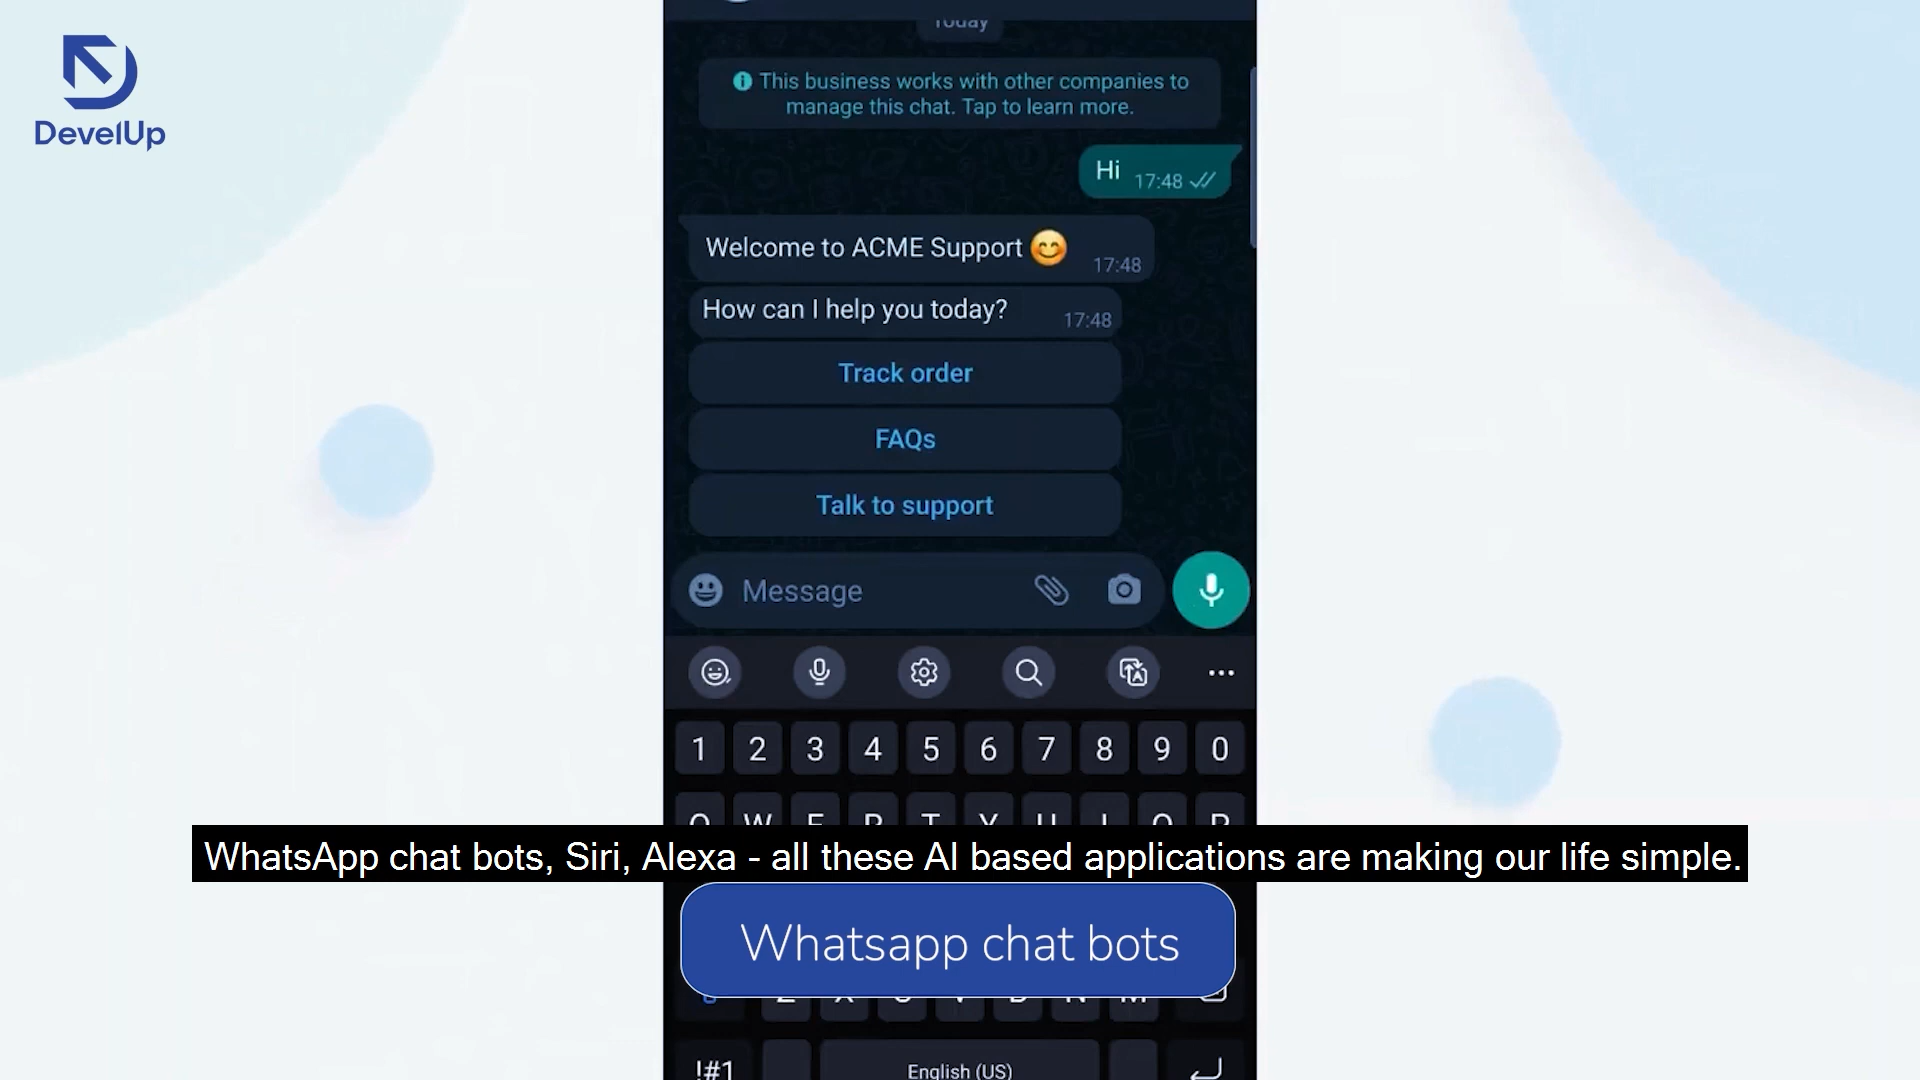 DevelUp
Today
This business works with other companies to
manage this chat. Tap to learn more.
Hi 17:48
Welcome to ACME Support 😊 17:48
How can I help you today? 17:48
Track order
FAQs
Talk to support
Message
1 2 3 4 5 6 7 8 9 0
Q W E R T Y U I O P
WhatsApp chat bots, Siri, Alexa - all these AI based applications are making our life simple.
Whatsapp chat bots
Z X C V B N M
!#1 English (US)